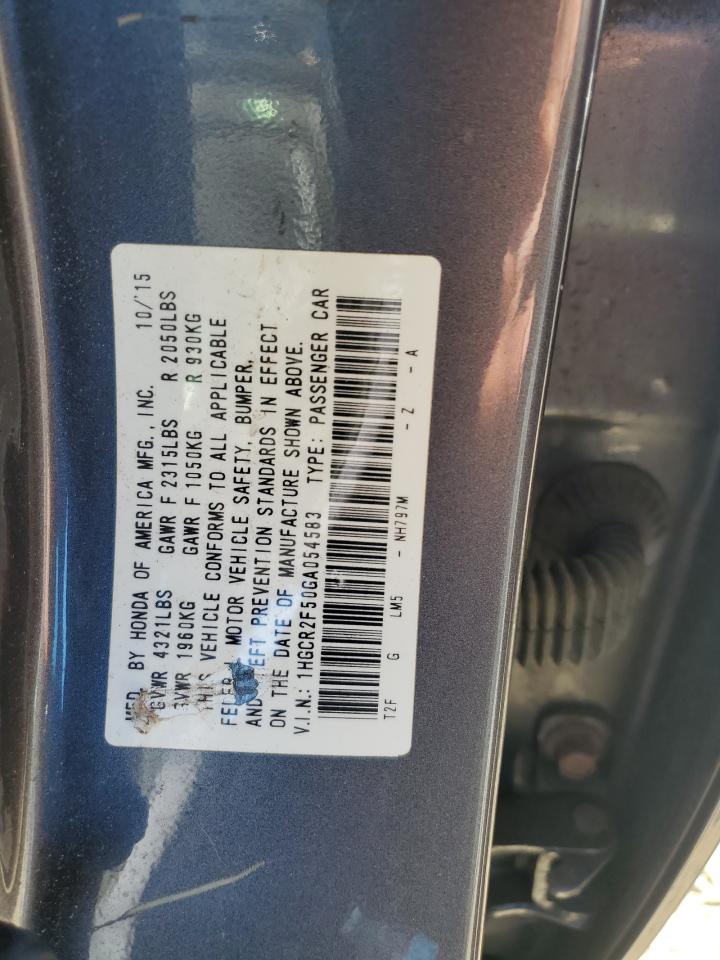 MFD. BY HONDA OF AMERICA MFG., INC. 10/'15
GVWR 4321LBS GAWR F 2315LBS R 2050LBS
GVWR 1960KG GAWR F 1050KG R 930KG
THIS VEHICLE CONFORMS TO ALL APPLICABLE
MOTOR VEHICLE SAFETY, BUMPER,
AND THEFT PREVENTION STANDARDS IN EFFECT
ON THE DATE OF MANUFACTURE SHOWN ABOVE.
V.I.N.: 1HGCR2F50GA054583 TYPE: PASSENGER CAR
T2F G LM5 - NH797M - Z - A